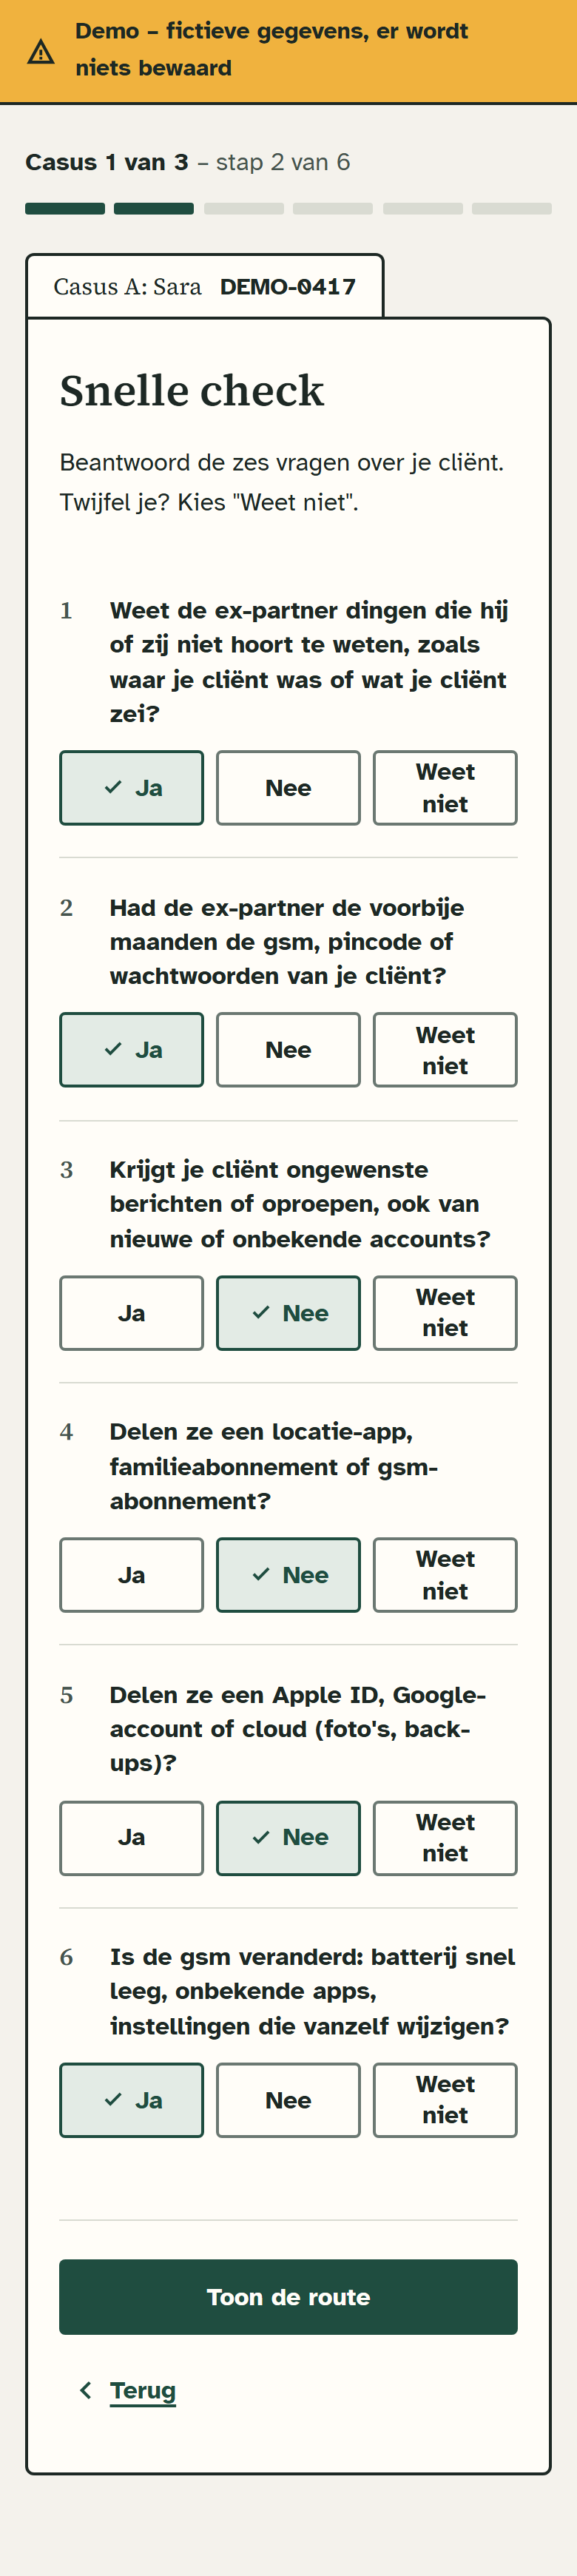 Demo – fictieve gegevens, er wordt
niets bewaard
Casus 1 van 3 – stap 2 van 6
Casus A: Sara DEMO-0417
Snelle check
Beantwoord de zes vragen over je cliënt.
Twijfel je? Kies "Weet niet".
1 Weet de ex-partner dingen die hij
of zij niet hoort te weten, zoals
waar je cliënt was of wat je cliënt
zei?
Ja Nee Weet
niet
2 Had de ex-partner de voorbije
maanden de gsm, pincode of
wachtwoorden van je cliënt?
Ja Nee Weet
niet
3 Krijgt je cliënt ongewenste
berichten of oproepen, ook van
nieuwe of onbekende accounts?
Ja Nee Weet
niet
4 Delen ze een locatie-app,
familieabonnement of gsm-
abonnement?
Ja Nee Weet
niet
5 Delen ze een Apple ID, Google-
account of cloud (foto's, back-
ups)?
Ja Nee Weet
niet
6 Is de gsm veranderd: batterij snel
leeg, onbekende apps,
instellingen die vanzelf wijzigen?
Ja Nee Weet
niet
Toon de route
Terug